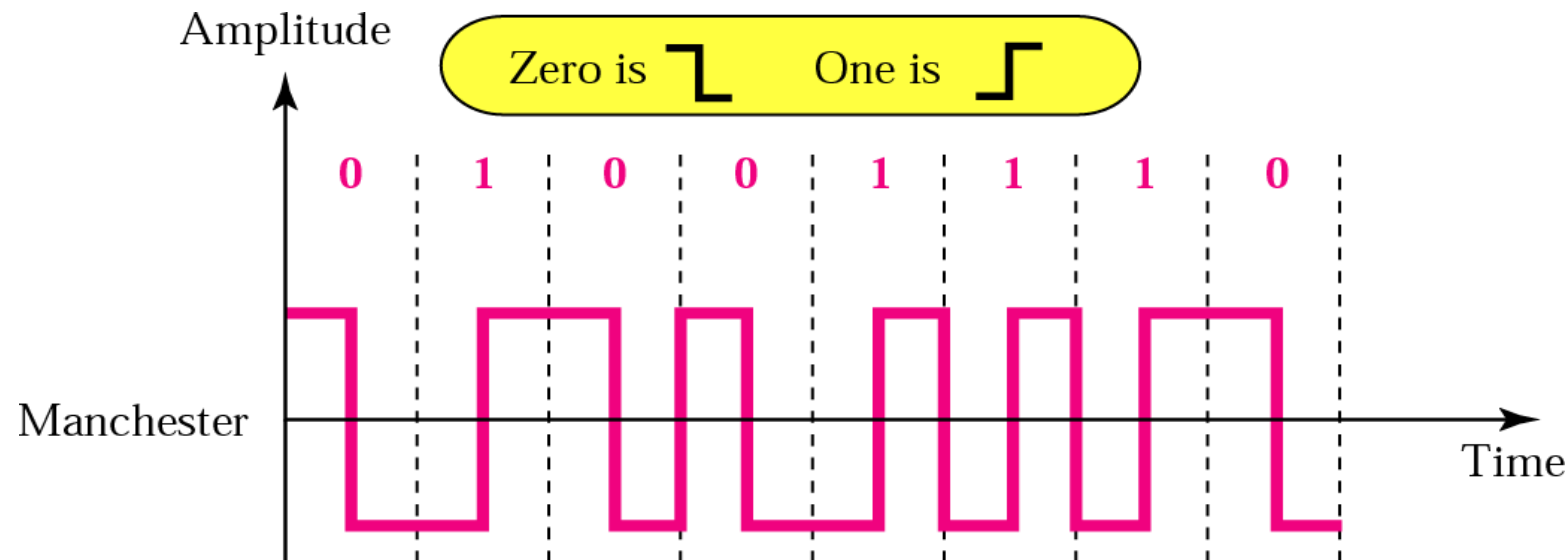 Amplitude
Zero is One is
0 1 0 0 1 1 1 0
Manchester
Time